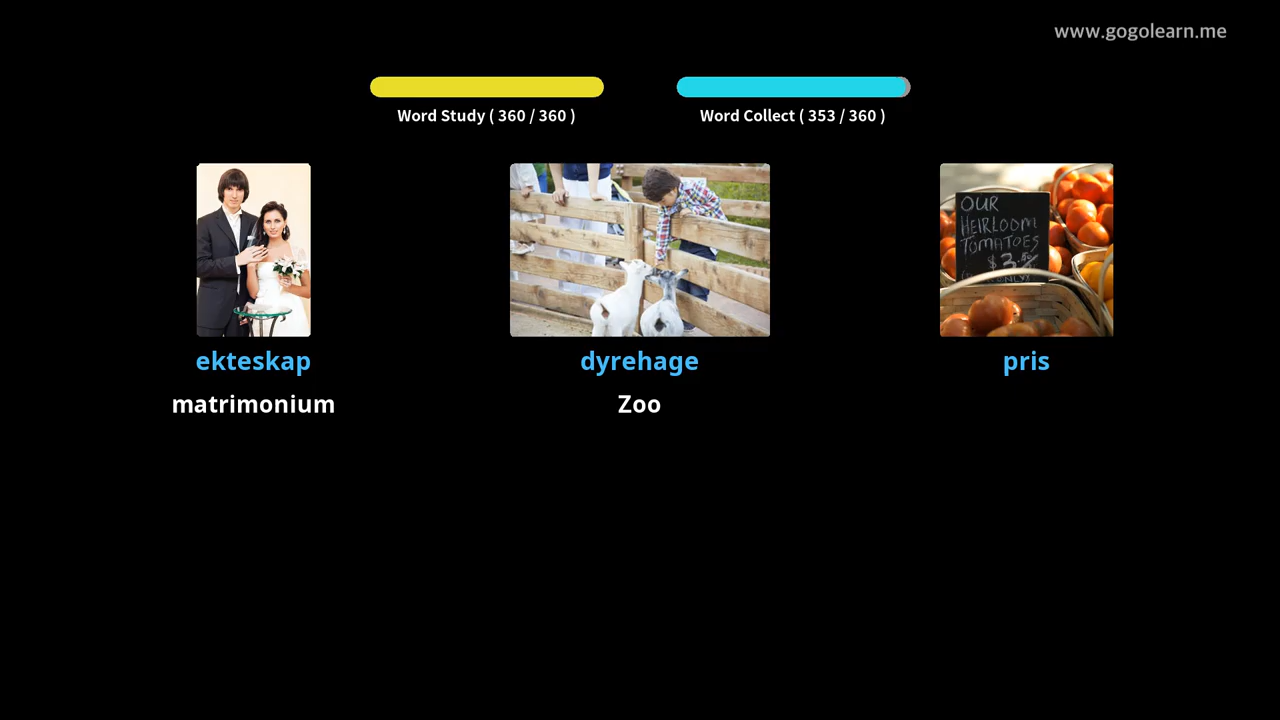 www.gogolearn.me
Word Study ( 360 / 360 )
Word Collect ( 353 / 360 )
OUR
HEIRLOOM
TOMATOES
ekteskap
dyrehage
pris
matrimonium
Zoo